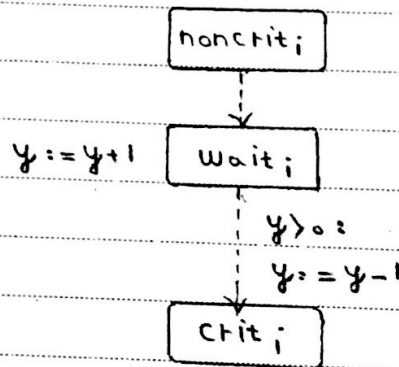 noncrit i
y := y+1
wait i
y>0 :
y := y-1
crit i